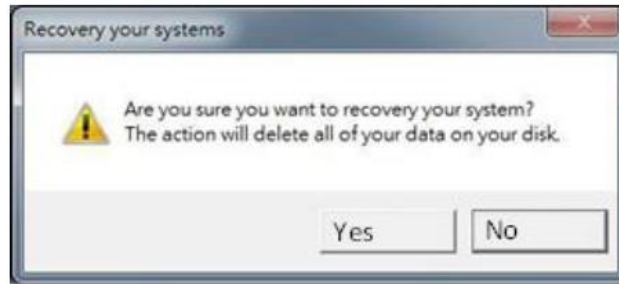 Recovery your systems
Are you sure you want to recovery your system?
The action will delete all of your data on your disk.
Yes
No